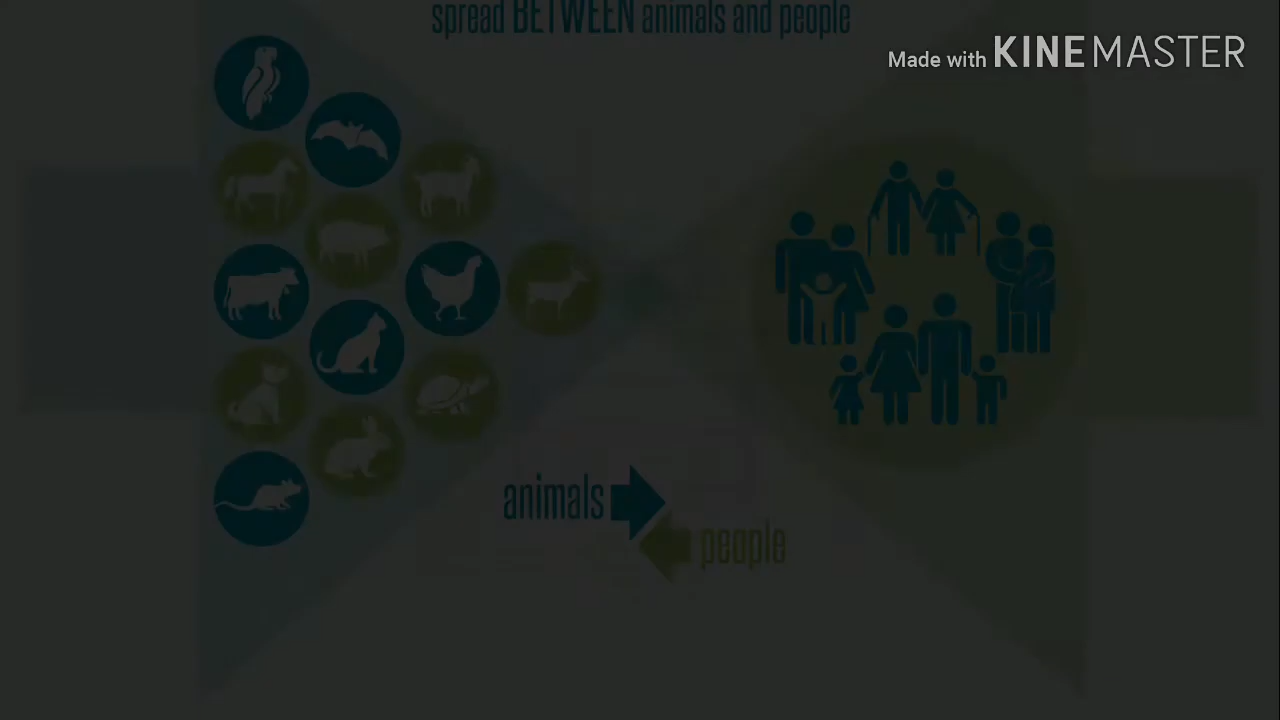 spread BETWEEN animals and people
Made with KINEMASTER
animals
people